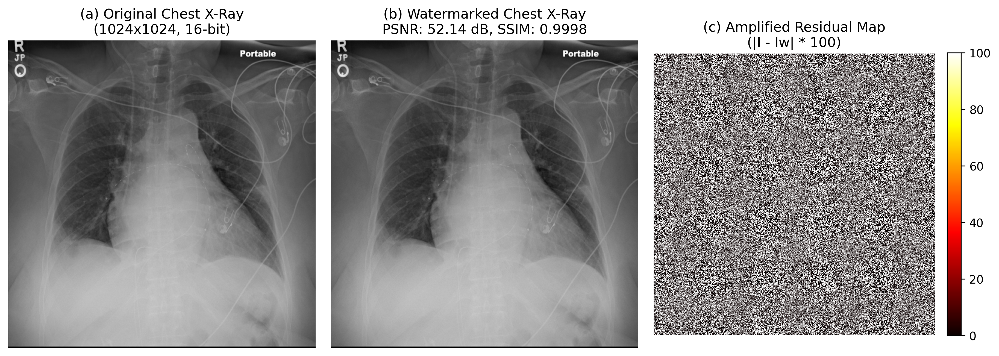 (a) Original Chest X-Ray
(1024x1024, 16-bit)
R
JP
Q
Portable
(b) Watermarked Chest X-Ray
PSNR: 52.14 dB, SSIM: 0.9998
R
JP
Q
Portable
(c) Amplified Residual Map
(|I - Iw| * 100)
100
80
60
40
20
0